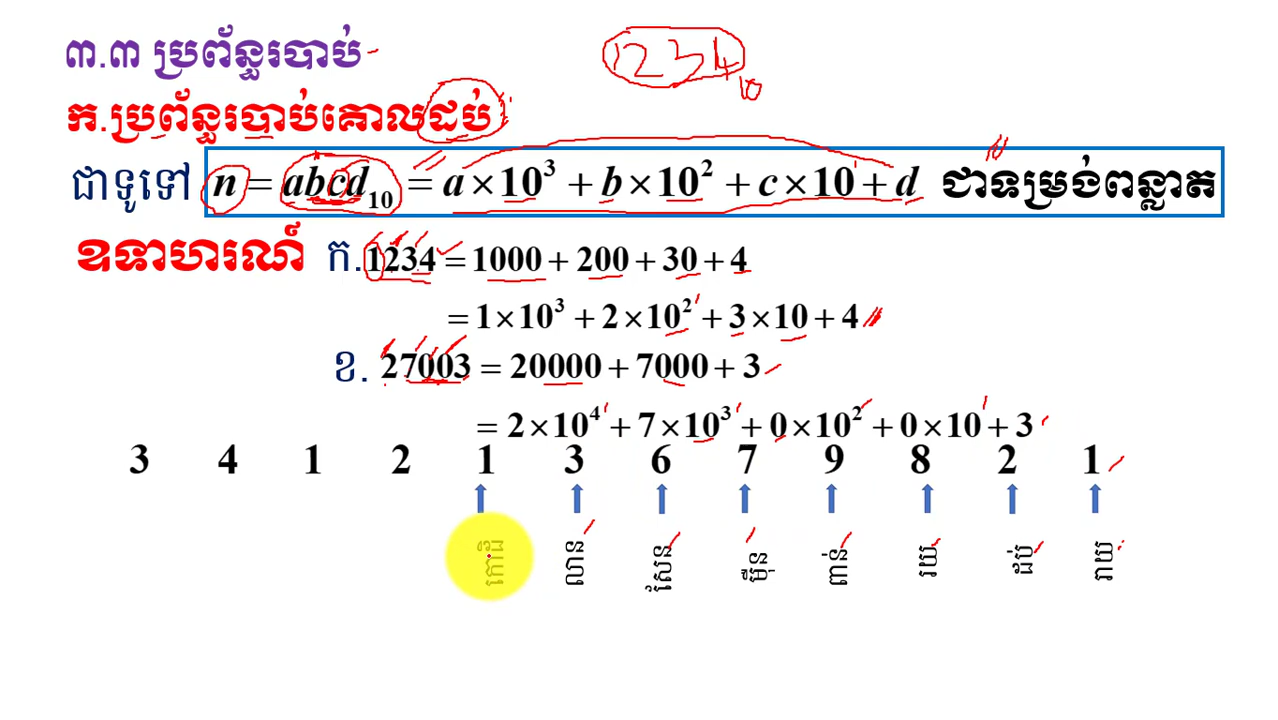 ៣.៣ ប្រព័ន្ធរបាប់
1234₁₀
ក.ប្រព័ន្ធរបាប់គោលដប់
ជាទូទៅ n = abcd₁₀ = a × 10³ + b × 10² + c × 10 + d ជាទម្រង់ពន្លាត
ឧទាហរណ៍ ក.1234 = 1000 + 200 + 30 + 4
= 1 × 10³ + 2 × 10² + 3 × 10 + 4
ខ. 27003 = 20000 + 7000 + 3
= 2 × 10⁴ + 7 × 10³ + 0 × 10² + 0 × 10 + 3
3 4 1 2 1 3 6 7 9 8 2 1
កោដិ លាន សែន ម៉ឺន ពាន់ រយ ដប់ រាយ